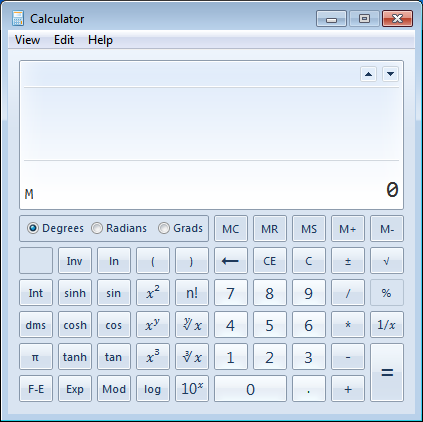 Calculator
View Edit Help
M 0
Degrees Radians Grads MC MR MS M+ M-
Inv ln ( ) ← CE C ± √
Int sinh sin x² n! 7 8 9 / %
dms cosh cos xʸ ʸ√x 4 5 6 * 1/x
π tanh tan x³ ³√x 1 2 3 - =
F-E Exp Mod log 10ˣ 0 . +